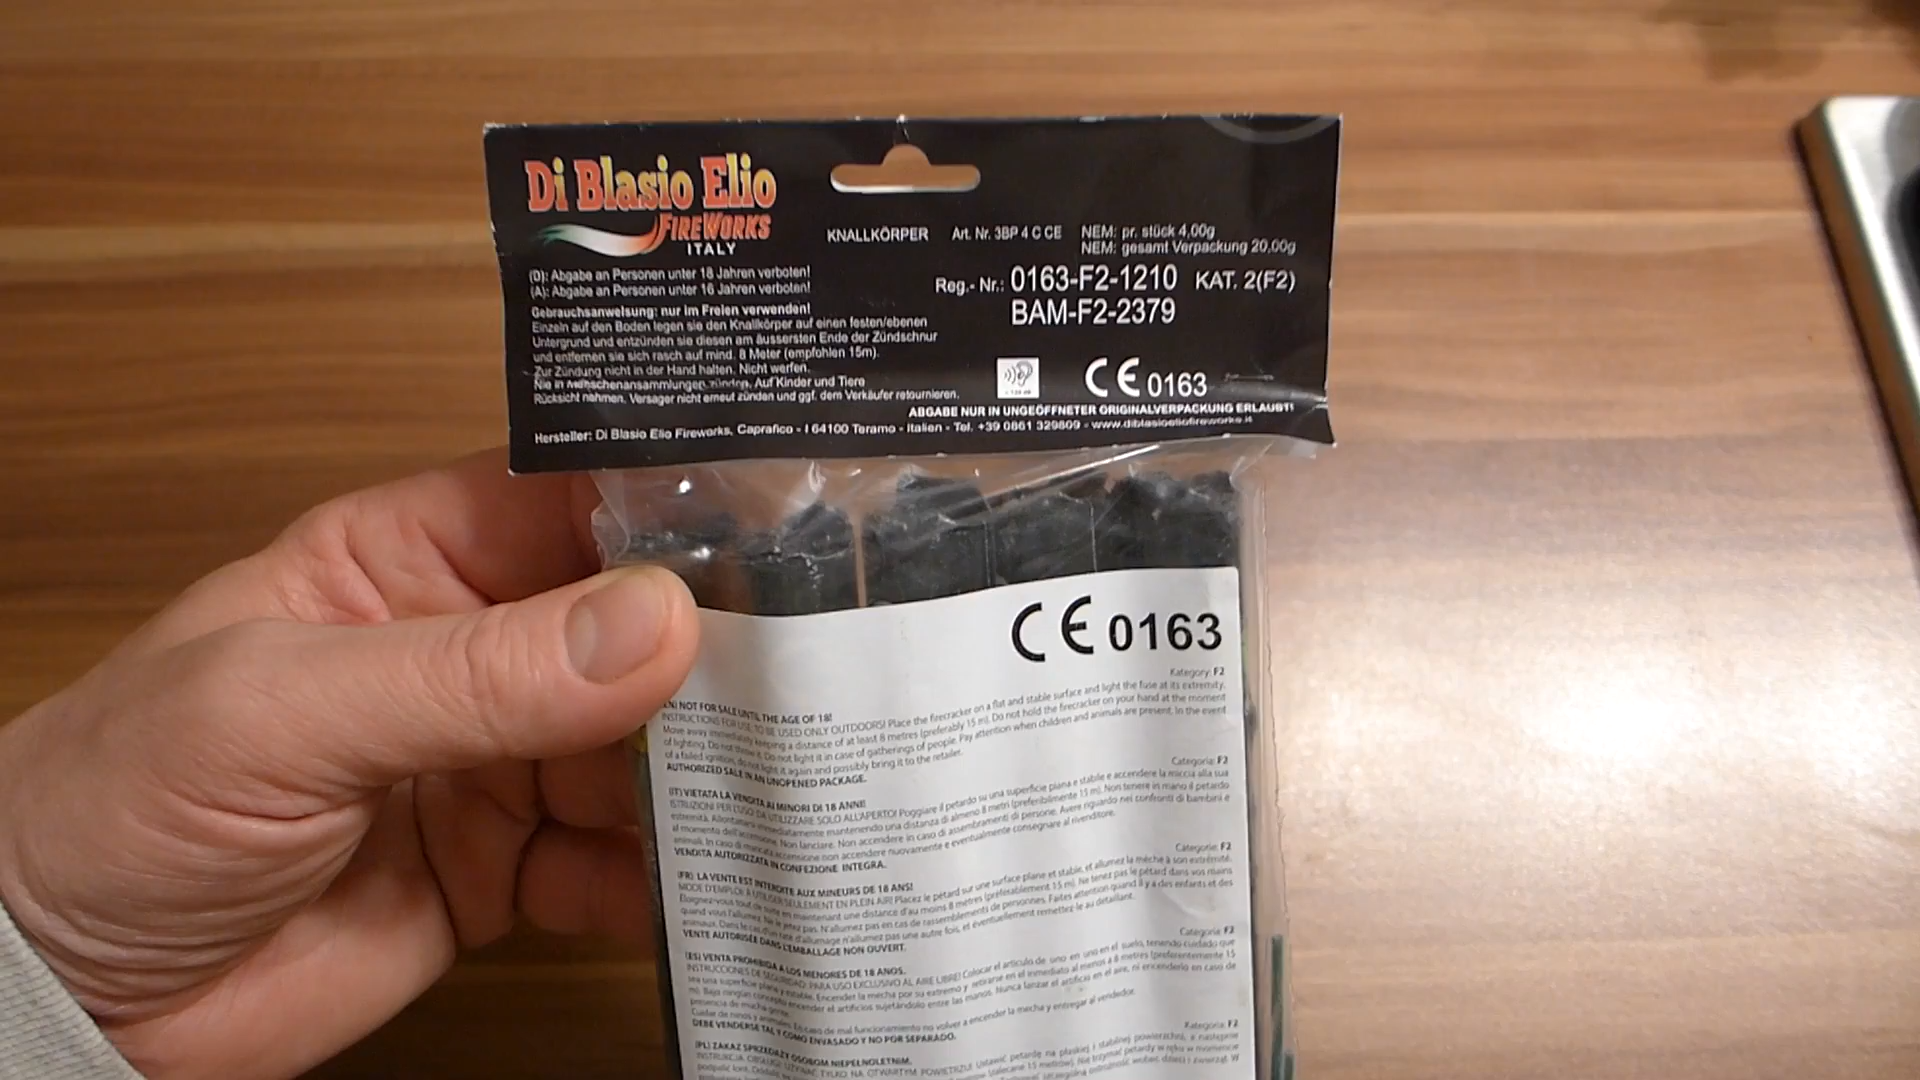 Di Blasio Elio
FIREWORKS
ITALY
KNALLKÖRPER Art. Nr. 3BP 4 C CE NEM: pr. stück 4,00g
NEM: gesamt Verpackung 20,00g
(D): Abgabe an Personen unter 18 Jahren verboten!
(A): Abgabe an Personen unter 16 Jahren verboten!
Reg.- Nr.: 0163-F2-1210 KAT. 2(F2)
BAM-F2-2379
Gebrauchsanweisung: nur im Freien verwenden!
Einzeln auf den Boden legen sie den Knallkörper auf einen festen/ebenen
Untergrund und entzünden sie diesen am äussersten Ende der Zündschnur
und entfernen sie sich rasch auf mind. 8 Meter (empfohlen 15m).
Zur Zündung nicht in der Hand halten. Nicht werfen.
Nie in Menschenansammlungen zünden. Auf Kinder und Tiere
Rücksicht nehmen. Versager nicht erneut zünden und ggf. dem Verkäufer retournieren.
CE 0163
ABGABE NUR IN UNGEÖFFNETER ORIGINALVERPACKUNG ERLAUBT!
Hersteller: Di Blasio Elio Fireworks, Caprafico - I 64100 Teramo - Italien - Tel. +39 0861 329809 - www.diblasioeliofireworks.it
CE 0163
Kategory: F2
(EN) NOT FOR SALE UNTIL THE AGE OF 18!
INSTRUCTIONS FOR USE: TO BE USED ONLY OUTDOORS! Place the firecracker on a flat and stable surface and light the fuse at its extremity.
Move away immediately keeping a distance of at least 8 metres (preferably 15 m). Do not hold the firecracker on your hand at the moment
of lighting. Do not throw it. Do not light it in case of gatherings of people. Pay attention when children and animals are present. In the event
of a failed ignition, do not light it again and possibly bring it to the retailer.
AUTHORIZED SALE IN AN UNOPENED PACKAGE.
Categoria: F2
(IT) VIETATA LA VENDITA AI MINORI DI 18 ANNI!
ISTRUZIONI PER L'USO: DA UTILIZZARE SOLO ALL'APERTO! Poggiare il petardo su una superficie piana e stabile e accendere la miccia alla sua
estremità. Allontanarsi immediatamente mantenendo una distanza di almeno 8 metri (preferibilmente 15 m). Non tenere in mano il petardo
al momento dell'accensione. Non lanciare. Non accendere in caso di assembramenti di persone. Avere riguardo nei confronti di bambini e
animali. In caso di mancata accensione non accendere nuovamente e eventualmente consegnare al rivenditore.
VENDITA AUTORIZZATA IN CONFEZIONE INTEGRA.
Categorie: F2
(FR) LA VENTE EST INTERDITE AUX MINEURS DE 18 ANS!
MODE D'EMPLOI: À UTILISER SEULEMENT EN PLEIN AIR! Placez le pétard sur une surface plane et stable, et allumez la mèche à son extrémité.
Éloignez-vous tout de suite en maintenant une distance d'au moins 8 mètres (préférablement 15 m). Ne tenez pas le pétard dans vos mains
quand vous l'allumez. Ne le jetez pas. N'allumez pas en cas de rassemblements de personnes. Faites attention quand il y a des enfants et des
animaux. Dans le cas d'un raté d'allumage n'allumez pas une autre fois, et éventuellement remettez-le au détaillant.
VENTE AUTORISÉE DANS L'EMBALLAGE NON OUVERT.
Categoría: F2
(ES) VENTA PROHIBIDA A LOS MENORES DE 18 ANOS.
INSTRUCCIONES DE SEGURIDAD: PARA USO EXCLUSIVO AL AIRE LIBRE! Colocar el articulo de uno en uno en el suelo, teniendo cuidado que
sea una superficie plana y estable. Encender la mecha por su extremo y retirarse en el inmediato al menos a 8 metros (preferentemente 15
m). Bajo ningun concepto encender el artificios sujetándolo entre las manos. Nunca lanzar el artificio en el aire, ni encenderlo en caso de
presencia de mucha gente.
Cuidar de ninos y animales. En caso de mal funcionamiento no volver a encender la mecha y entregar al vendedor.
DEBE VENDERSE TAL Y COMO ENVASADO Y NO POR SEPARADO.
Kategoria: F2
(PL) ZAKAZ SPRZEDAŻY OSOBOM NIEPEŁNOLETNIM.
INSTRUKCJA OBSŁUGI: UŻYWAĆ TYLKO NA OTWARTYM POWIETRZU! Ustawić petardę na płaskiej i stabilnej powierzchni, a następnie